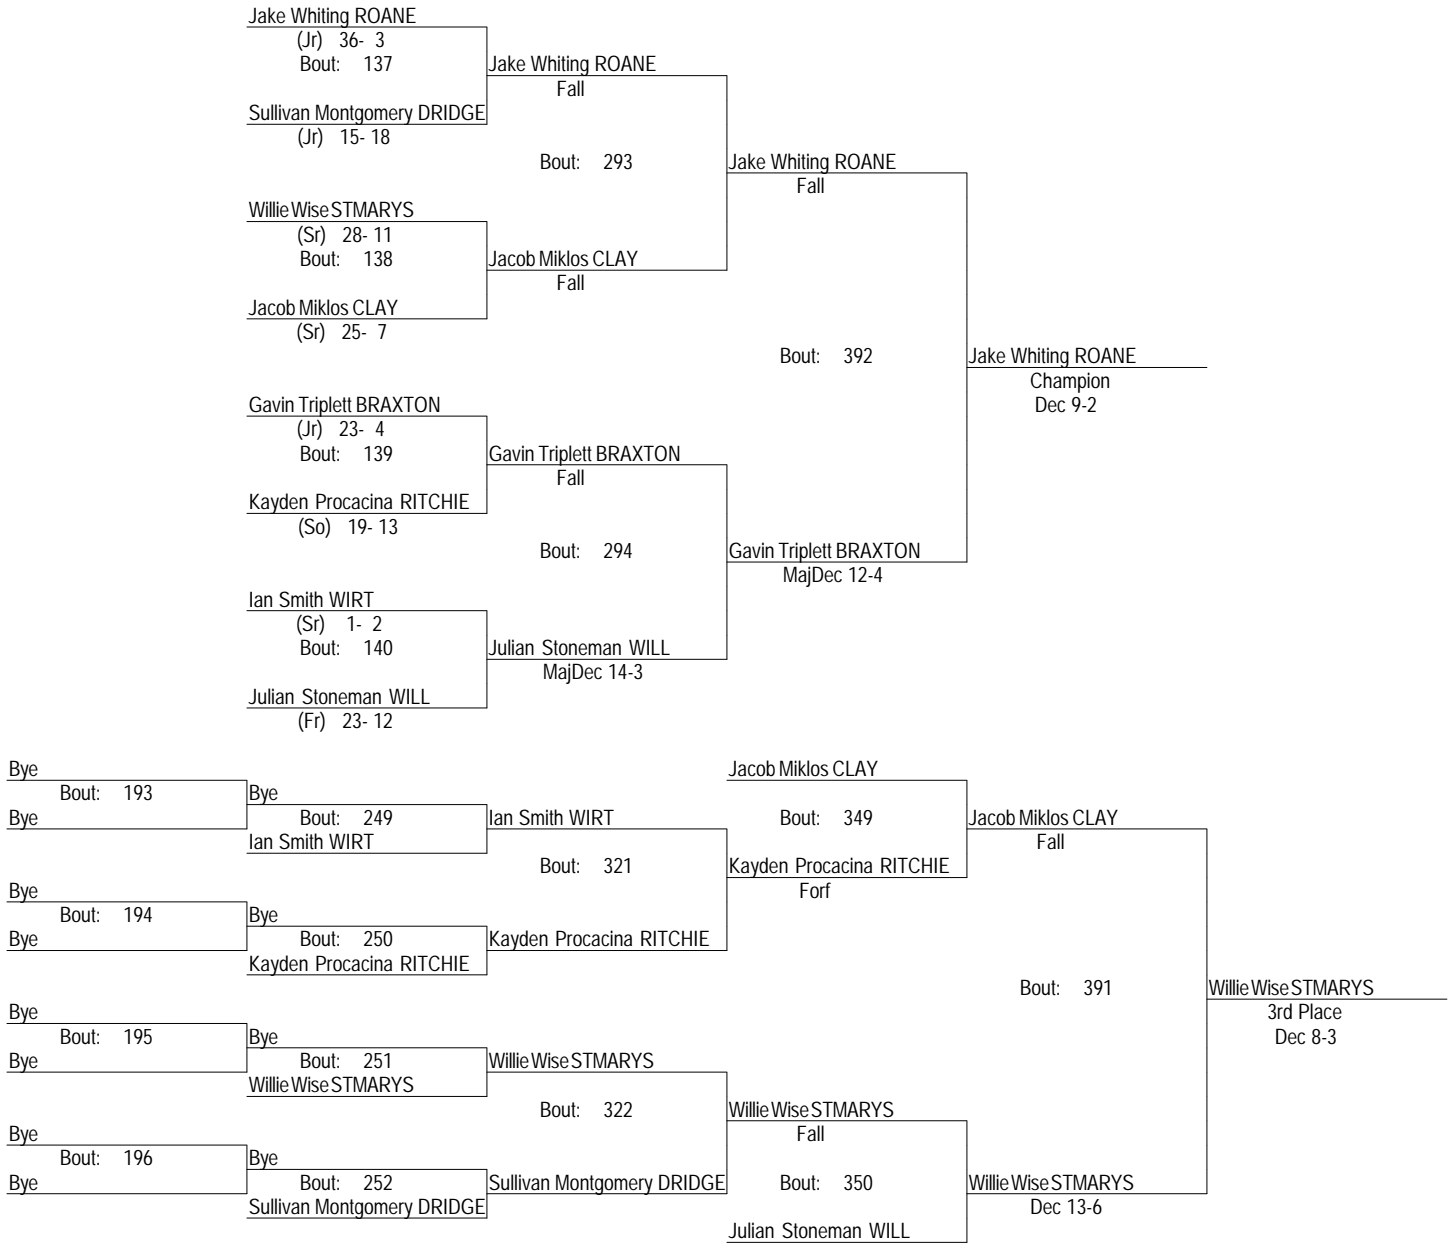 Jake Whiting ROANE
(Jr) 36- 3
Bout: 137
Jake Whiting ROANE
Fall
Sullivan Montgomery DRIDGE
(Jr) 15- 18
Bout: 293
Jake Whiting ROANE
Fall
Willie Wise STMARYS
(Sr) 28- 11
Bout: 138
Jacob Miklos CLAY
Fall
Jacob Miklos CLAY
(Sr) 25- 7
Bout: 392
Jake Whiting ROANE
Champion
Dec 9-2
Gavin Triplett BRAXTON
(Jr) 23- 4
Bout: 139
Gavin Triplett BRAXTON
Fall
Kayden Procacina RITCHIE
(So) 19- 13
Bout: 294
Gavin Triplett BRAXTON
MajDec 12-4
Ian Smith WIRT
(Sr) 1- 2
Bout: 140
Julian Stoneman WILL
MajDec 14-3
Julian Stoneman WILL
(Fr) 23- 12
Bye
Bout: 193
Bye
Bye
Bout: 249
Ian Smith WIRT
Ian Smith WIRT
Bout: 321
Jacob Miklos CLAY
Bout: 349
Jacob Miklos CLAY
Fall
Kayden Procacina RITCHIE
Forf
Bye
Bout: 194
Bye
Bye
Bout: 250
Kayden Procacina RITCHIE
Kayden Procacina RITCHIE
Bout: 391
Willie Wise STMARYS
3rd Place
Dec 8-3
Bye
Bout: 195
Bye
Bye
Bout: 251
Willie Wise STMARYS
Willie Wise STMARYS
Bout: 322
Willie Wise STMARYS
Fall
Bye
Bout: 196
Bye
Bye
Bout: 252
Sullivan Montgomery DRIDGE
Sullivan Montgomery DRIDGE
Bout: 350
Willie Wise STMARYS
Dec 13-6
Julian Stoneman WILL